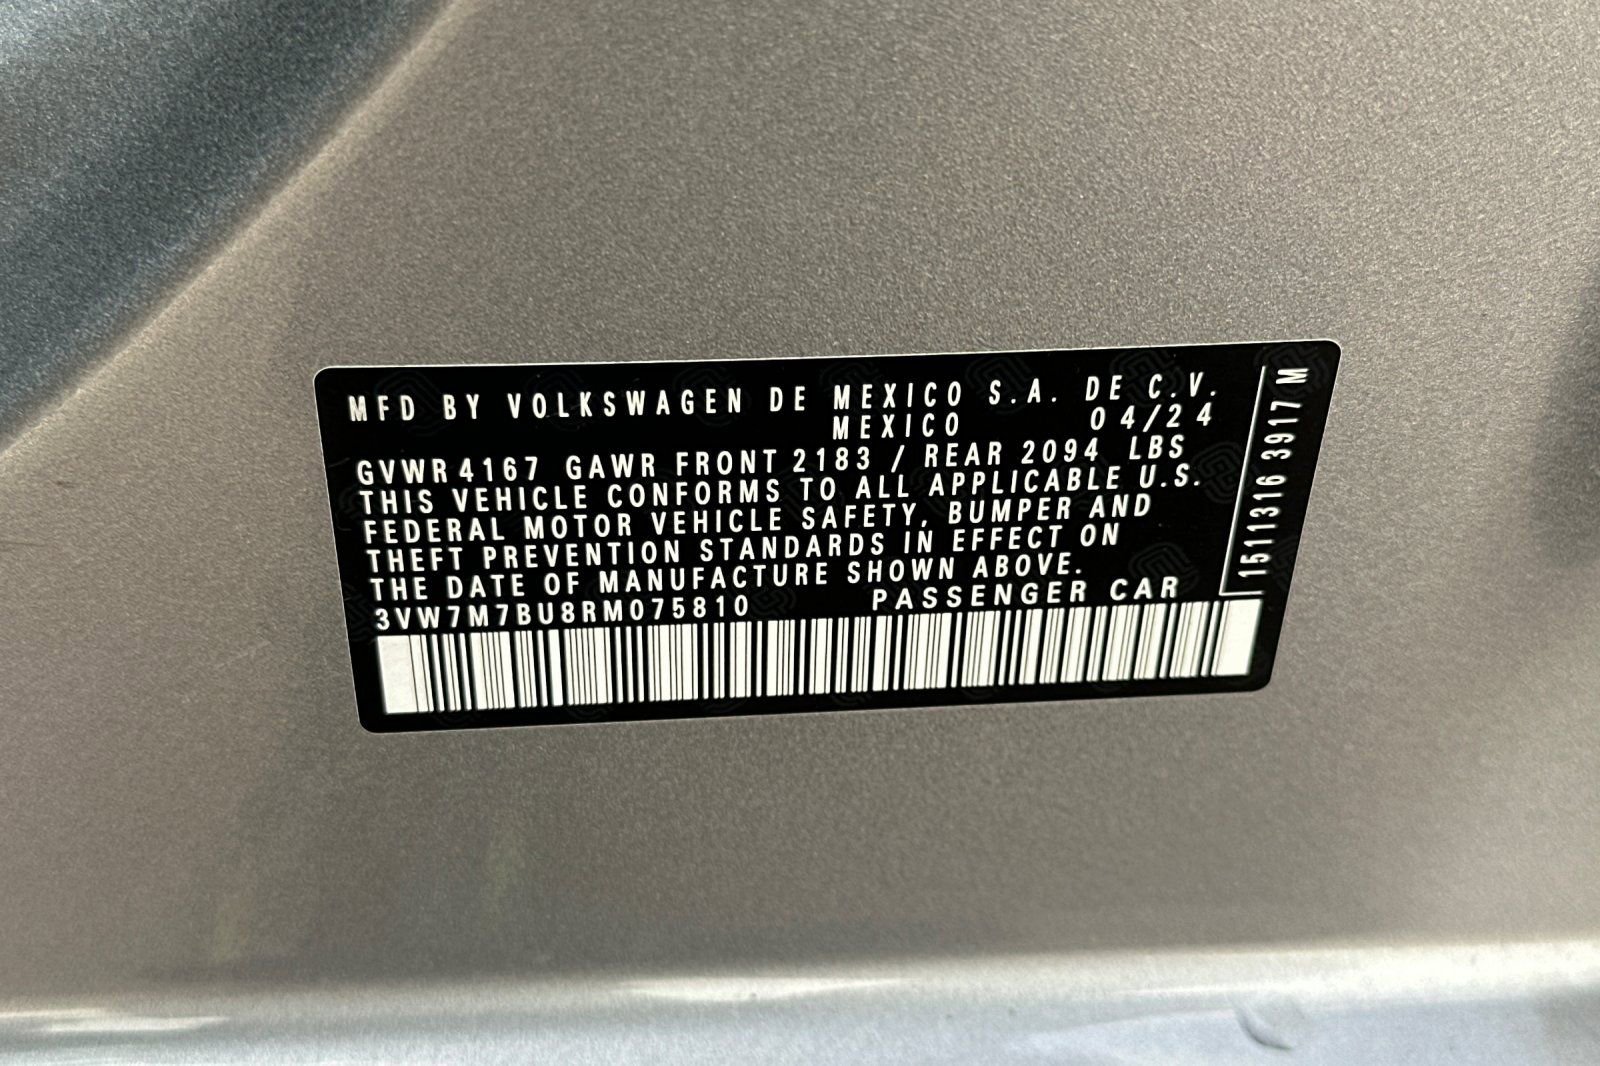 MFD BY VOLKSWAGEN DE MEXICO S.A. DE C.V.
MEXICO 04/24
GVWR 4167 GAWR FRONT 2183 / REAR 2094 LBS
THIS VEHICLE CONFORMS TO ALL APPLICABLE U.S.
FEDERAL MOTOR VEHICLE SAFETY, BUMPER AND
THEFT PREVENTION STANDARDS IN EFFECT ON
THE DATE OF MANUFACTURE SHOWN ABOVE.
3VW7M7BU8RM075810 PASSENGER CAR
1511316 3917 M